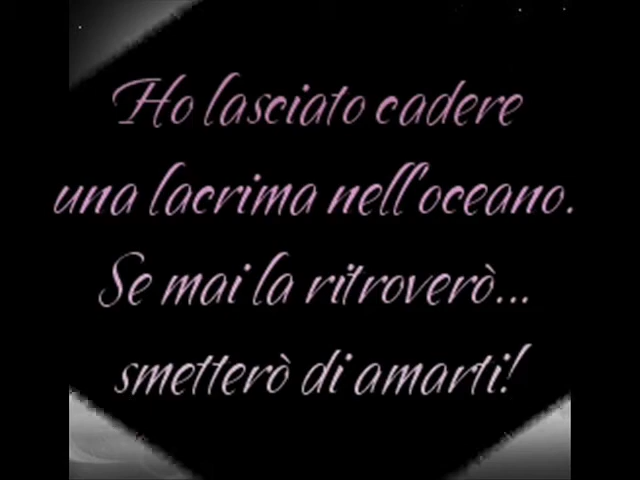 Ho lasciato cadere
una lacrima nell'oceano.
Se mai la ritroverò...
smetterò di amarti!